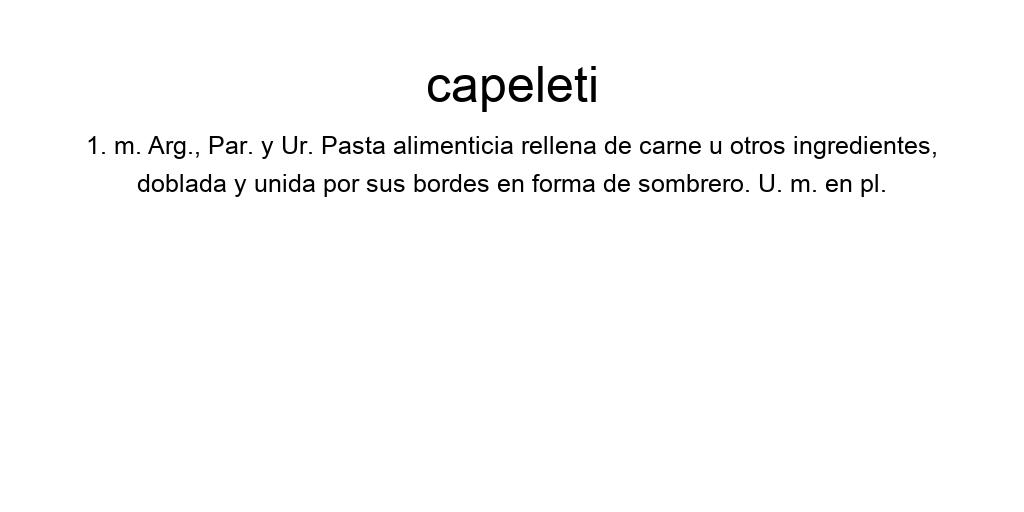 capeleti
1. m. Arg., Par. y Ur. Pasta alimenticia rellena de carne u otros ingredientes,
doblada y unida por sus bordes en forma de sombrero. U. m. en pl.